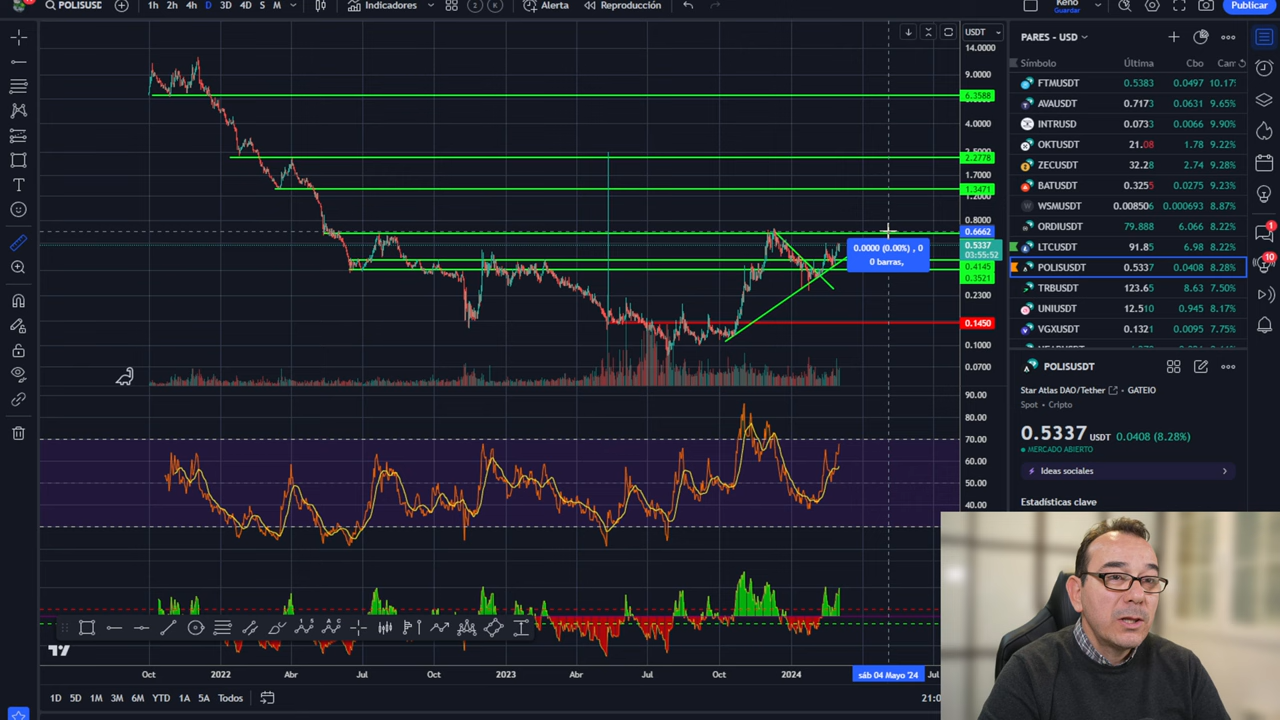 POLISUSDT
1h 2h 4h D 3D 4D S M
Indicadores
2 K
Alerta
Reproducción
Keno
Guardar
Publicar
USDT
14.0000
9.0000
6.3588
4.0000
2.2778
1.7000
1.3471
0.8000
0.6662
0.5337
03:55:52
0.4145
0.3521
0.2300
0.1450
0.1000
0.0700
0.0000 (0.00%) , 0
0 barras,
90.00
80.00
70.00
60.00
50.00
40.00
Oct 2022 Abr Jul Oct 2023 Abr Jul Oct 2024 sáb 04 Mayo '24
1D 5D 1M 3M 6M YTD 1A 5A Todos
PARES - USD
Símbolo Última Cbo
FTMUSDT 0.5383 0.0497 10.17
AVAUSDT 0.7173 0.0631 9.65%
INTRUSD 0.0733 0.0066 9.90%
OKTUSDT 21.08 1.78 9.22%
ZECUSDT 32.28 2.74 9.28%
BATUSDT 0.3255 0.0275 9.23%
WSMUSDT 0.008506 0.000693 8.87%
ORDIUSDT 79.888 6.066 8.22%
LTCUSDT 91.85 6.98 8.22%
POLISUSDT 0.5337 0.0408 8.28%
TRBUSDT 123.65 8.63 7.50%
UNIUSDT 12.510 0.945 8.17%
VGXUSDT 0.1321 0.0095 7.75%
POLISUSDT
Star Atlas DAO/Tether • GATEIO
Spot • Cripto
0.5337 USDT 0.0408 (8.28%)
MERCADO ABIERTO
Ideas sociales
Estadísticas clave
1
10